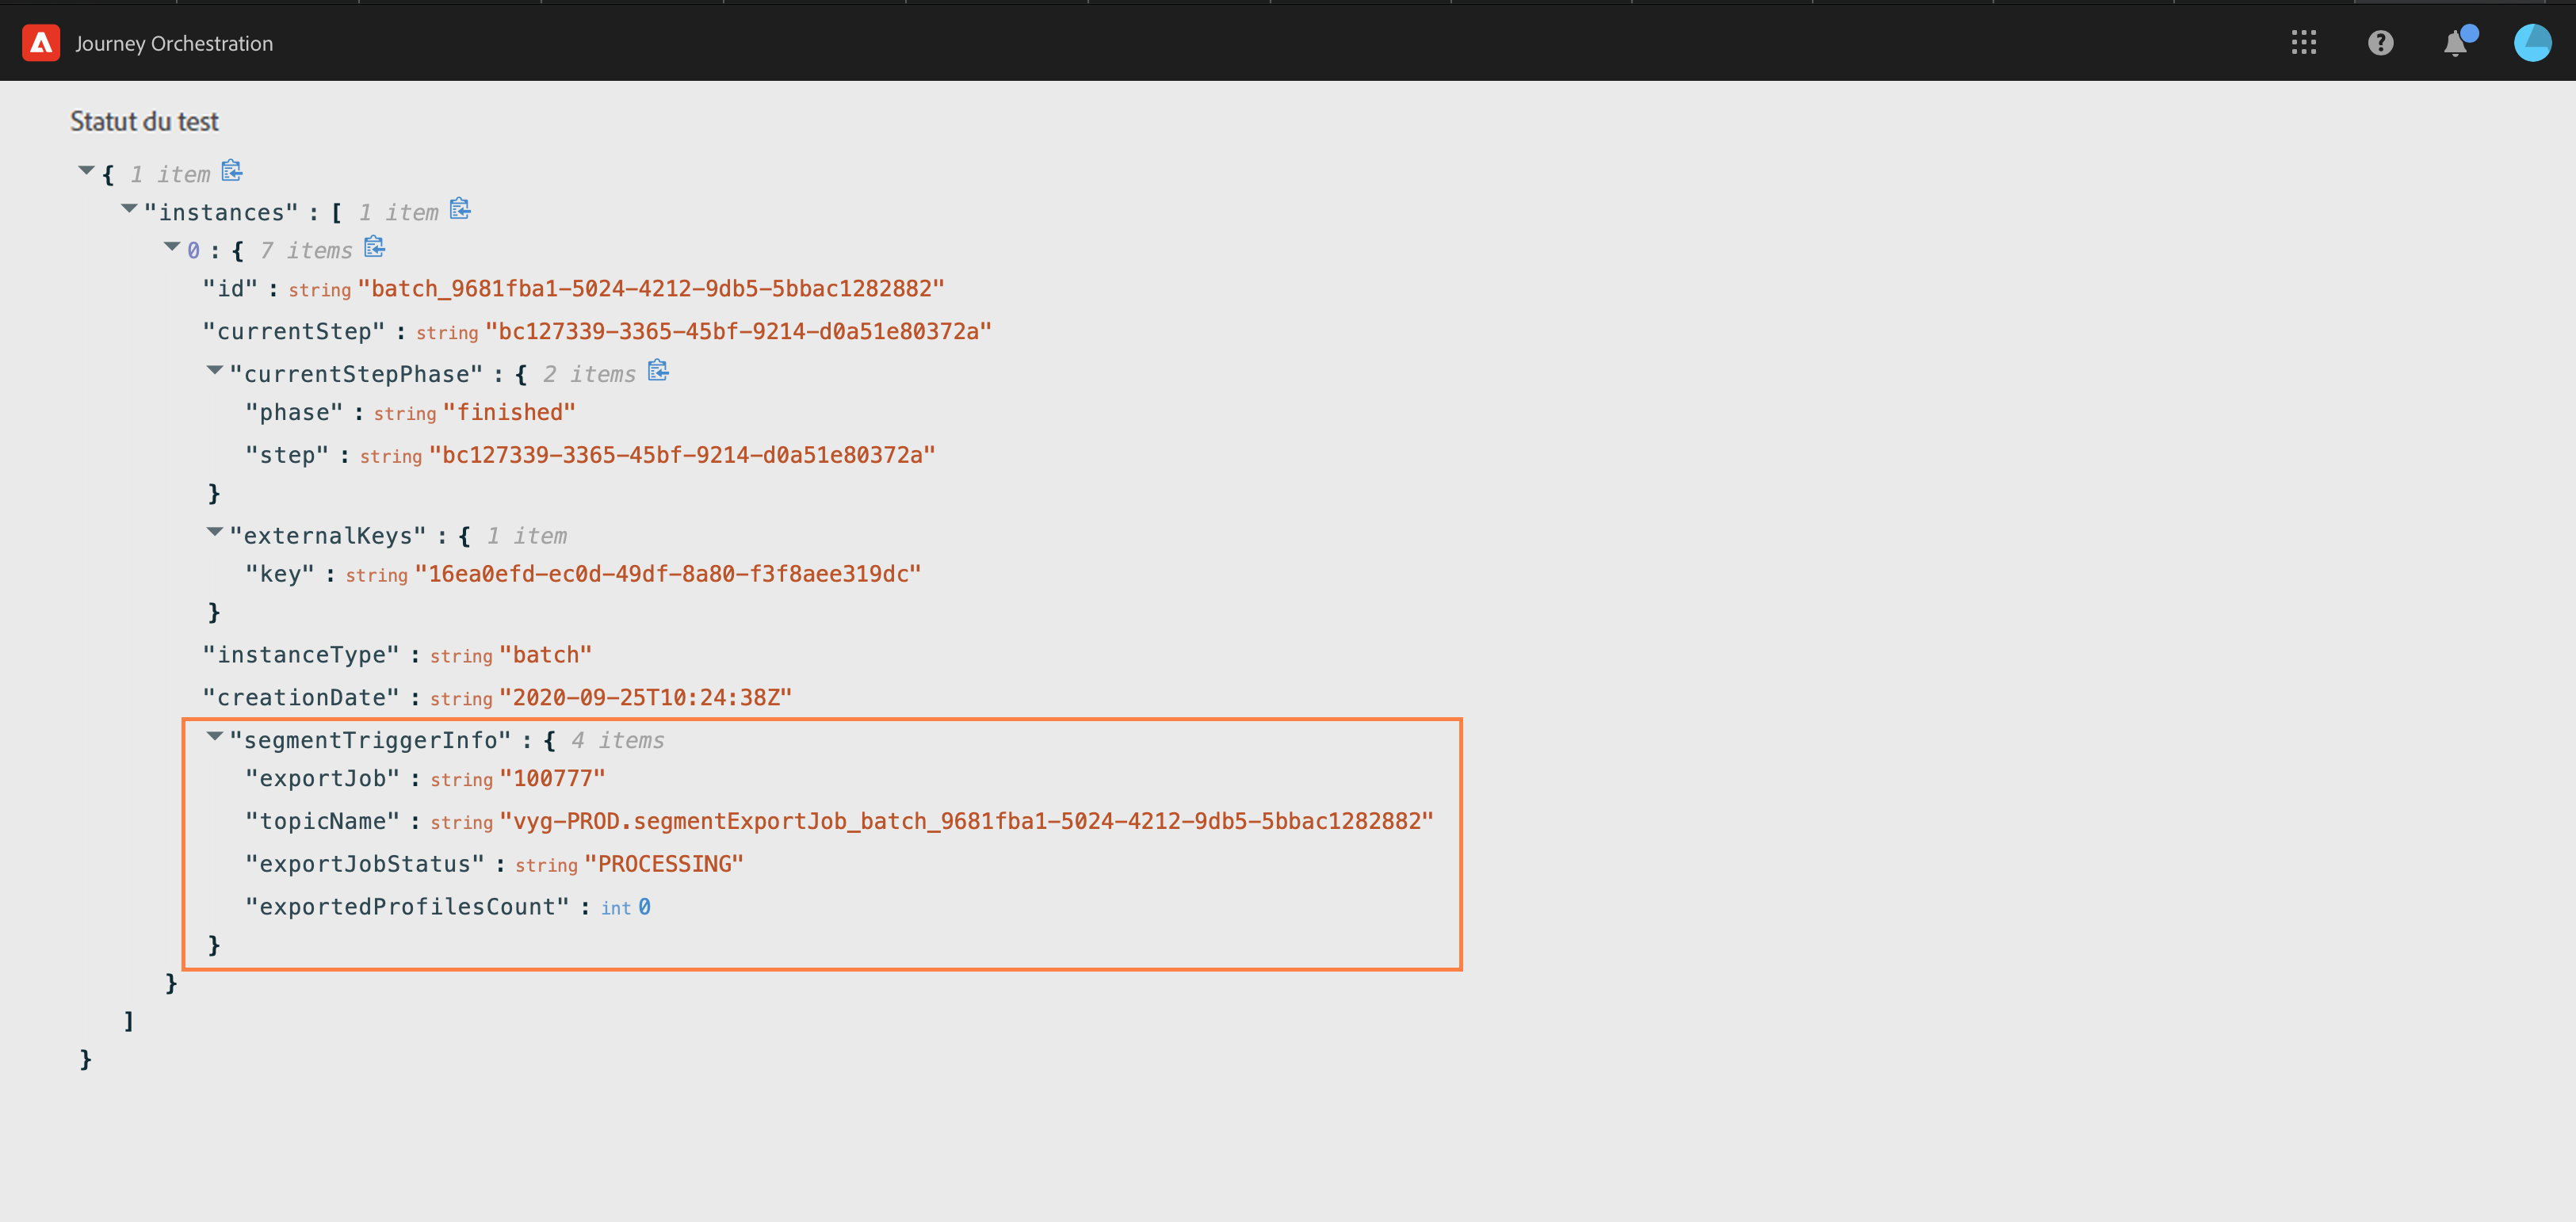 Journey Orchestration
Statut du test
{ 1 item
"instances" : [ 1 item
0 : { 7 items
"id" : string "batch_9681fba1-5024-4212-9db5-5bbac1282882"
"currentStep" : string "bc127339-3365-45bf-9214-d0a51e80372a"
"currentStepPhase" : { 2 items
"phase" : string "finished"
"step" : string "bc127339-3365-45bf-9214-d0a51e80372a"
}
"externalKeys" : { 1 item
"key" : string "16ea0efd-ec0d-49df-8a80-f3f8aee319dc"
}
"instanceType" : string "batch"
"creationDate" : string "2020-09-25T10:24:38Z"
"segmentTriggerInfo" : { 4 items
"exportJob" : string "100777"
"topicName" : string "vyg-PROD.segmentExportJob_batch_9681fba1-5024-4212-9db5-5bbac1282882"
"exportJobStatus" : string "PROCESSING"
"exportedProfilesCount" : int 0
}
}
]
}